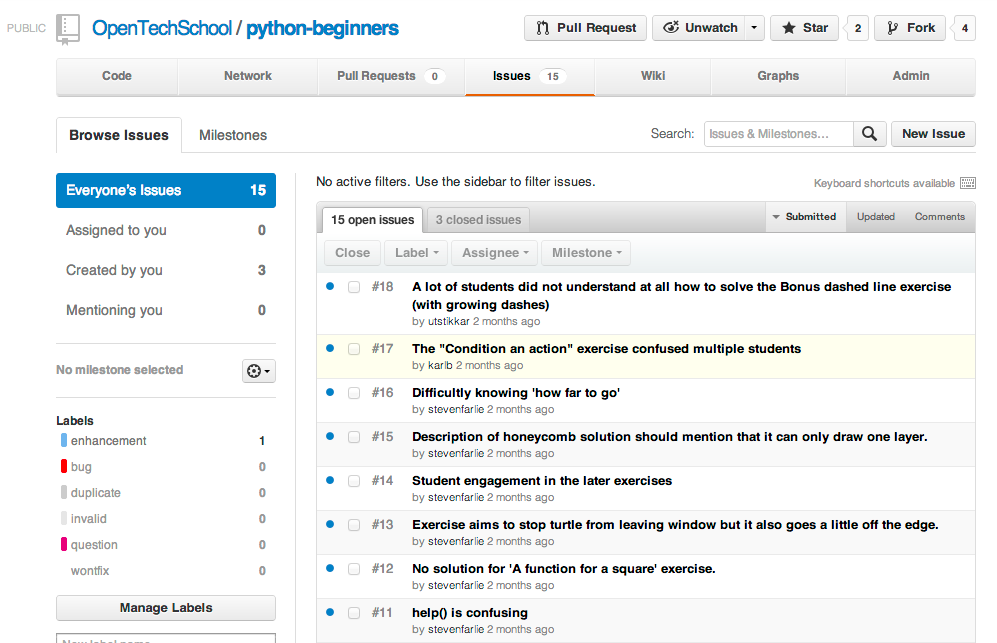 PUBLIC OpenTechSchool / python-beginners Pull Request Unwatch Star 2 Fork 4
Code Network Pull Requests 0 Issues 15 Wiki Graphs Admin
Browse Issues Milestones Search: Issues & Milestones... New Issue
Everyone's Issues 15
Assigned to you 0
Created by you 3
Mentioning you 0
No milestone selected
Labels
enhancement 1
bug 0
duplicate 0
invalid 0
question 0
wontfix 0
Manage Labels
New label name
No active filters. Use the sidebar to filter issues. Keyboard shortcuts available
15 open issues 3 closed issues Submitted Updated Comments
Close Label Assignee Milestone
#18 A lot of students did not understand at all how to solve the Bonus dashed line exercise
(with growing dashes)
by utstikkar 2 months ago
#17 The "Condition an action" exercise confused multiple students
by karlb 2 months ago
#16 Difficultly knowing 'how far to go'
by stevenfarlie 2 months ago
#15 Description of honeycomb solution should mention that it can only draw one layer.
by stevenfarlie 2 months ago
#14 Student engagement in the later exercises
by stevenfarlie 2 months ago
#13 Exercise aims to stop turtle from leaving window but it also goes a little off the edge.
by stevenfarlie 2 months ago
#12 No solution for 'A function for a square' exercise.
by stevenfarlie 2 months ago
#11 help() is confusing
by stevenfarlie 2 months ago